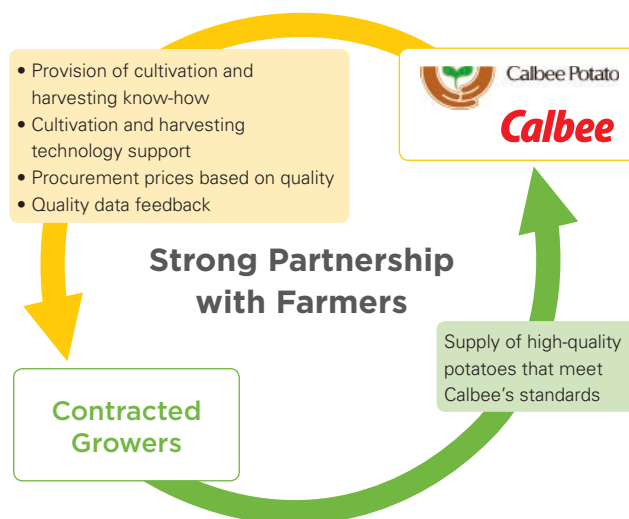 • Provision of cultivation and
harvesting know-how
• Cultivation and harvesting
technology support
• Procurement prices based on quality
• Quality data feedback
Calbee Potato
Calbee
Strong Partnership
with Farmers
Supply of high-quality
potatoes that meet
Calbee's standards
Contracted
Growers